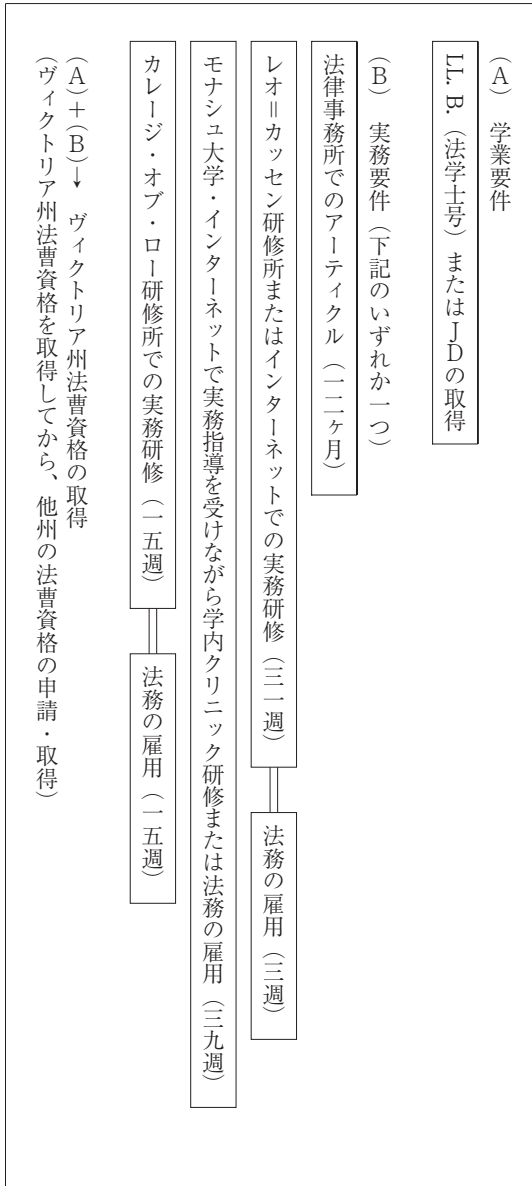 (A) 学業要件
LL. B.(法学士号)またはJDの取得
(B) 実務要件(下記のいずれか一つ)
法律事務所でのアーティクル(一二ヶ月)
レオ=カッセン研修所またはインターネットでの実務研修(三一週)
法務の雇用(三週)
モナシュ大学・インターネットで実務指導を受けながら学内クリニック研修または法務の雇用(三九週)
カレージ・オブ・ロー研修所での実務研修(一五週)
法務の雇用(一五週)
(A)+(B)→ ヴィクトリア州法曹資格の取得
(ヴィクトリア州法曹資格を取得してから、他州の法曹資格の申請・取得)